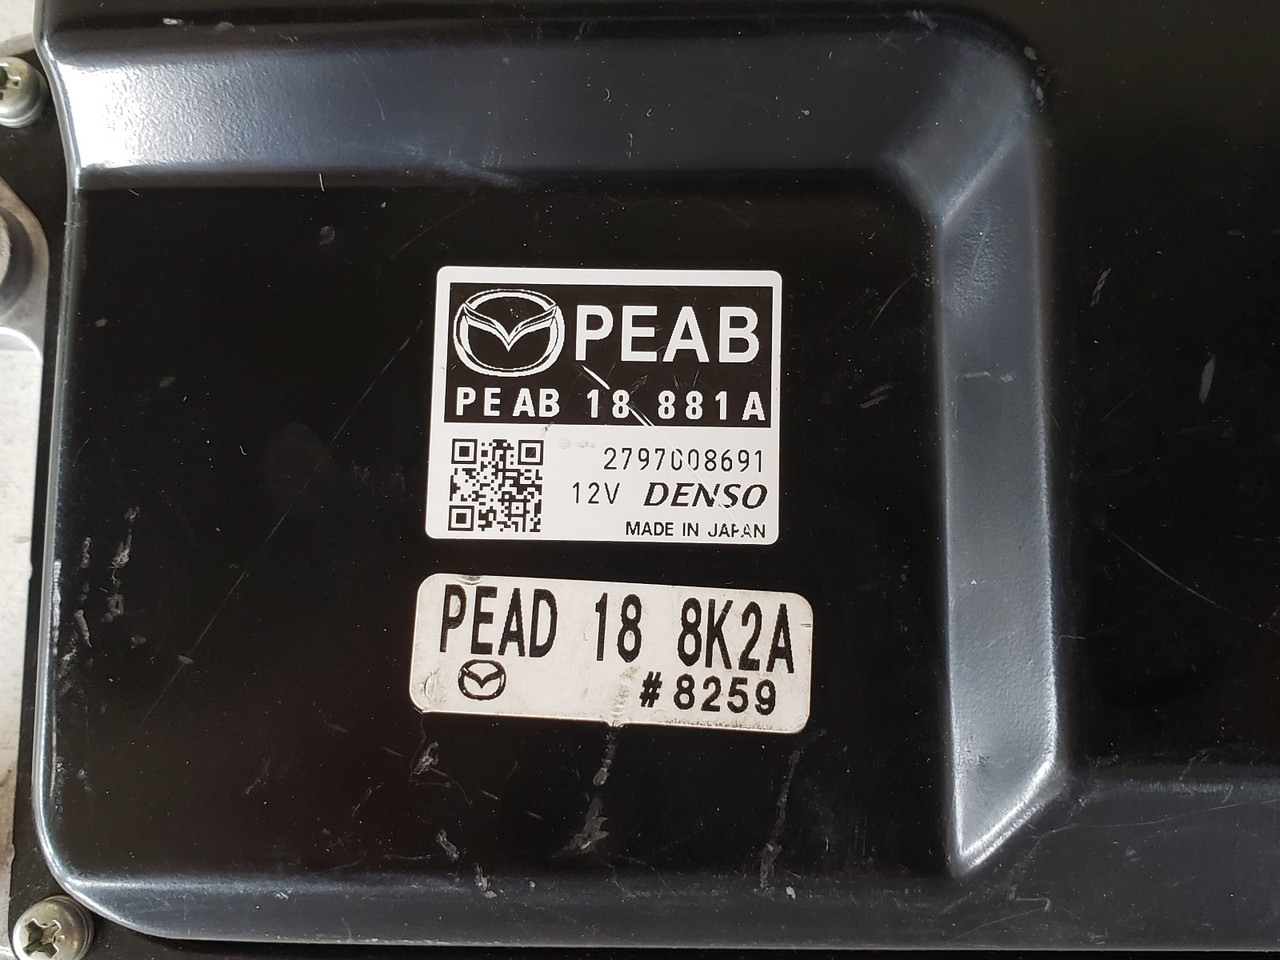 PEAB
PE AB 18 881A
2797008691
12V DENSO
MADE IN JAPAN
PEAD 18 8K2A
#8259